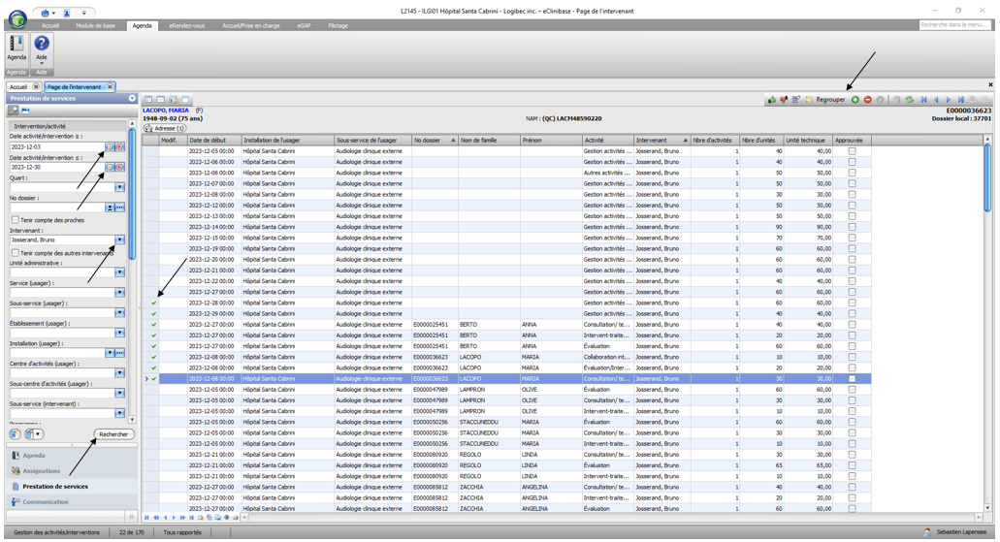 L2145 - ILGI01 Hôpital Santa Cabrini - Logibec inc. – eClinibase - Page de l'intervenant
Accueil Module de base Agenda eRendez-vous Accueil/Prise en charge eGAP Pilotage
Recherche dans le menu...
Agenda Aide
Agenda Aide
Accueil Page de l'intervenant
Prestation de services
Regrouper
LACOPO, MARIA (F) E0000036623
1948-09-02 (75 ans) NAM : (QC) LACM48590220 Dossier local : 37701
Adresse (1)
Intervention/activité
Date activité/intervention ≥ :
2023-12-03
Date activité/intervention ≤ :
2023-12-30
Quart :
No dossier :
Tenir compte des proches
Intervenant :
Josserand, Bruno
Tenir compte des autres intervenants
Unité administrative :
Service (usager) :
Sous-service (usager) :
Établissement (usager) :
Installation (usager) :
Centre d'activités (usager) :
Sous-centre d'activités (usager) :
Sous-service (intervenant) :
Rechercher
Agenda
Assignations
Prestation de services
Communication
Modif. Date de début Installation de l'usager Sous-service de l'usager No dossier Nom de famille Prénom Activité Intervenant Nbre d'activités Nbre d'unités Unité technique Approuvée
2023-12-05 00:00 Hôpital Santa Cabrini Audiologie clinique externe Gestion activités ... Josserand, Bruno 1 40 40,00
2023-12-06 00:00 Hôpital Santa Cabrini Audiologie clinique externe Gestion activités ... Josserand, Bruno 1 40 40,00
2023-12-06 00:00 Hôpital Santa Cabrini Audiologie clinique externe Autres activités ... Josserand, Bruno 1 50 50,00
2023-12-07 00:00 Hôpital Santa Cabrini Audiologie clinique externe Gestion activités ... Josserand, Bruno 1 50 50,00
2023-12-08 00:00 Hôpital Santa Cabrini Audiologie clinique externe Gestion activités ... Josserand, Bruno 1 30 30,00
2023-12-12 00:00 Hôpital Santa Cabrini Audiologie clinique externe Gestion activités ... Josserand, Bruno 1 50 50,00
2023-12-13 00:00 Hôpital Santa Cabrini Audiologie clinique externe Gestion activités ... Josserand, Bruno 1 50 50,00
2023-12-14 00:00 Hôpital Santa Cabrini Audiologie clinique externe Gestion activités ... Josserand, Bruno 1 90 90,00
2023-12-15 00:00 Hôpital Santa Cabrini Audiologie clinique externe Gestion activités ... Josserand, Bruno 1 70 70,00
2023-12-19 00:00 Hôpital Santa Cabrini Audiologie clinique externe Gestion activités ... Josserand, Bruno 1 60 60,00
2023-12-20 00:00 Hôpital Santa Cabrini Audiologie clinique externe Gestion activités ... Josserand, Bruno 1 60 60,00
2023-12-21 00:00 Hôpital Santa Cabrini Audiologie clinique externe Gestion activités ... Josserand, Bruno 1 60 60,00
2023-12-22 00:00 Hôpital Santa Cabrini Audiologie clinique externe Gestion activités ... Josserand, Bruno 1 40 40,00
2023-12-27 00:00 Hôpital Santa Cabrini Audiologie clinique externe Gestion activités ... Josserand, Bruno 1 60 60,00
2023-12-28 00:00 Hôpital Santa Cabrini Audiologie clinique externe Gestion activités ... Josserand, Bruno 1 60 60,00
2023-12-29 00:00 Hôpital Santa Cabrini Audiologie clinique externe Gestion activités ... Josserand, Bruno 1 40 40,00
2023-12-27 00:00 Hôpital Santa Cabrini Audiologie clinique externe E0000025451 BERTO ANNA Consultation/ te... Josserand, Bruno 1 40 40,00
2023-12-27 00:00 Hôpital Santa Cabrini Audiologie clinique externe E0000025451 BERTO ANNA Intervent-traite... Josserand, Bruno 1 20 20,00
2023-12-27 00:00 Hôpital Santa Cabrini Audiologie clinique externe E0000025451 BERTO ANNA Évaluation Josserand, Bruno 1 60 60,00
2023-12-08 00:00 Hôpital Santa Cabrini Audiologie clinique externe E0000036623 LACOPO MARIA Collaboration int... Josserand, Bruno 1 10 10,00
2023-12-08 00:00 Hôpital Santa Cabrini Audiologie clinique externe E0000036623 LACOPO MARIA Évaluation/Inter... Josserand, Bruno 1 20 20,00
2023-12-08 00:00 Hôpital Santa Cabrini Audiologie clinique externe E0000036623 LACOPO MARIA Consultation/ te... Josserand, Bruno 1 30 30,00
2023-12-05 00:00 Hôpital Santa Cabrini Audiologie clinique externe E0000047989 LAMPRON OLIVE Évaluation Josserand, Bruno 1 60 60,00
2023-12-05 00:00 Hôpital Santa Cabrini Audiologie clinique externe E0000047989 LAMPRON OLIVE Consultation/ te... Josserand, Bruno 1 30 30,00
2023-12-05 00:00 Hôpital Santa Cabrini Audiologie clinique externe E0000047989 LAMPRON OLIVE Intervent-traite... Josserand, Bruno 1 10 10,00
2023-12-06 00:00 Hôpital Santa Cabrini Audiologie clinique externe E0000050256 STACCUNEDDU MARIA Évaluation Josserand, Bruno 1 60 60,00
2023-12-06 00:00 Hôpital Santa Cabrini Audiologie clinique externe E0000050256 STACCUNEDDU MARIA Consultation/ te... Josserand, Bruno 1 30 30,00
2023-12-06 00:00 Hôpital Santa Cabrini Audiologie clinique externe E0000050256 STACCUNEDDU MARIA Intervent-traite... Josserand, Bruno 1 10 10,00
2023-12-21 00:00 Hôpital Santa Cabrini Audiologie clinique externe E0000080920 REGOLO LINDA Consultation/ te... Josserand, Bruno 1 30 30,00
2023-12-21 00:00 Hôpital Santa Cabrini Audiologie clinique externe E0000080920 REGOLO LINDA Évaluation Josserand, Bruno 1 65 65,00
2023-12-21 00:00 Hôpital Santa Cabrini Audiologie clinique externe E0000080920 REGOLO LINDA Intervent-traite... Josserand, Bruno 1 10 10,00
2023-12-27 00:00 Hôpital Santa Cabrini Audiologie clinique externe E0000085812 ZACCHIA ANGELINA Consultation/ te... Josserand, Bruno 1 40 40,00
2023-12-27 00:00 Hôpital Santa Cabrini Audiologie clinique externe E0000085812 ZACCHIA ANGELINA Intervent-traite... Josserand, Bruno 1 20 20,00
2023-12-27 00:00 Hôpital Santa Cabrini Audiologie clinique externe E0000085812 ZACCHIA ANGELINA Évaluation Josserand, Bruno 1 60 60,00
Gestion des activités/interventions 22 de 170 Tous rapportés Sebastien Lapensee